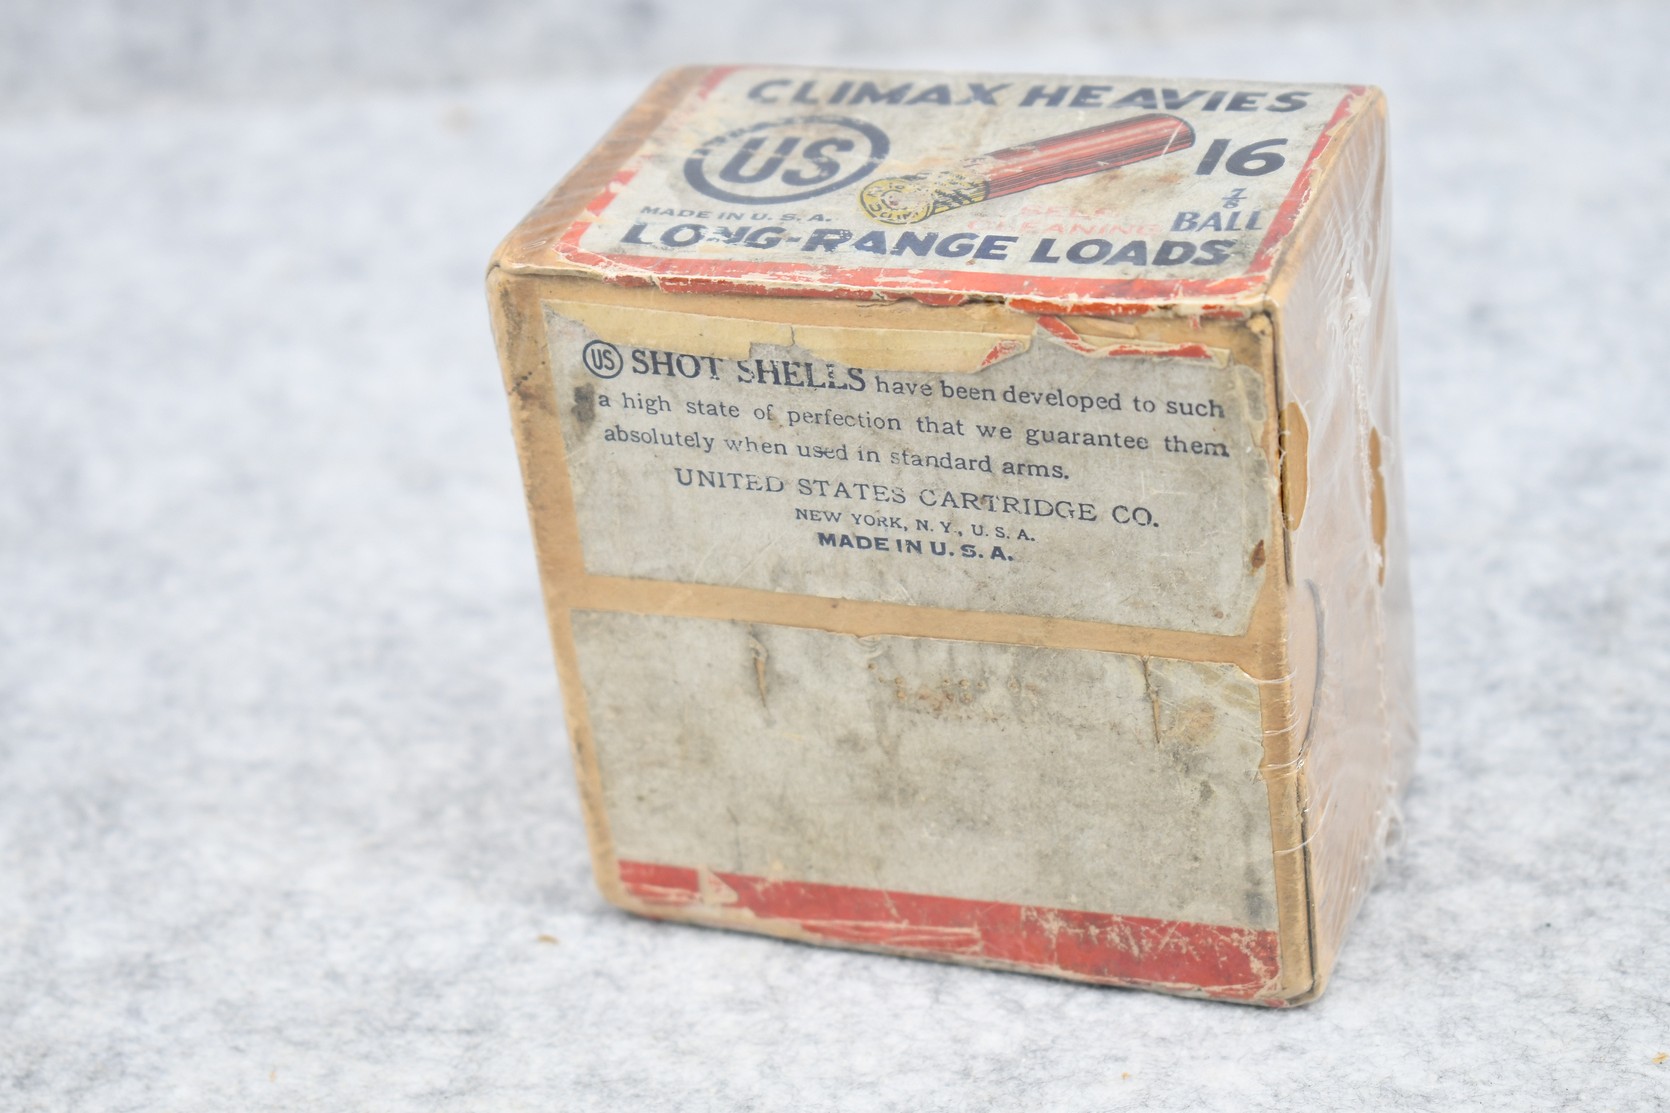 CLIMAX HEAVIES
US
16
7/8
MADE IN U. S. A.
SELF
CLEANING
BALL
LONG-RANGE LOADS
US SHOT SHELLS have been developed to such
a high state of perfection that we guarantee them
absolutely when used in standard arms.
UNITED STATES CARTRIDGE CO.
NEW YORK, N. Y., U. S. A.
MADE IN U. S. A.